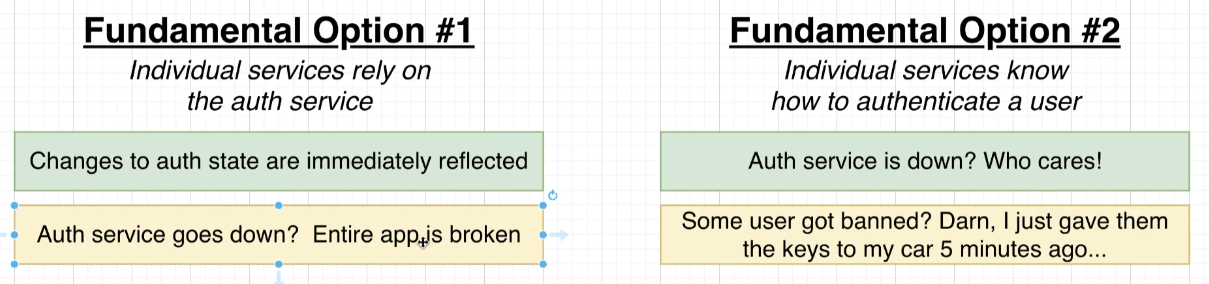 Fundamental Option #1
Individual services rely on
the auth service
Changes to auth state are immediately reflected
Auth service goes down? Entire app is broken
Fundamental Option #2
Individual services know
how to authenticate a user
Auth service is down? Who cares!
Some user got banned? Darn, I just gave them
the keys to my car 5 minutes ago...